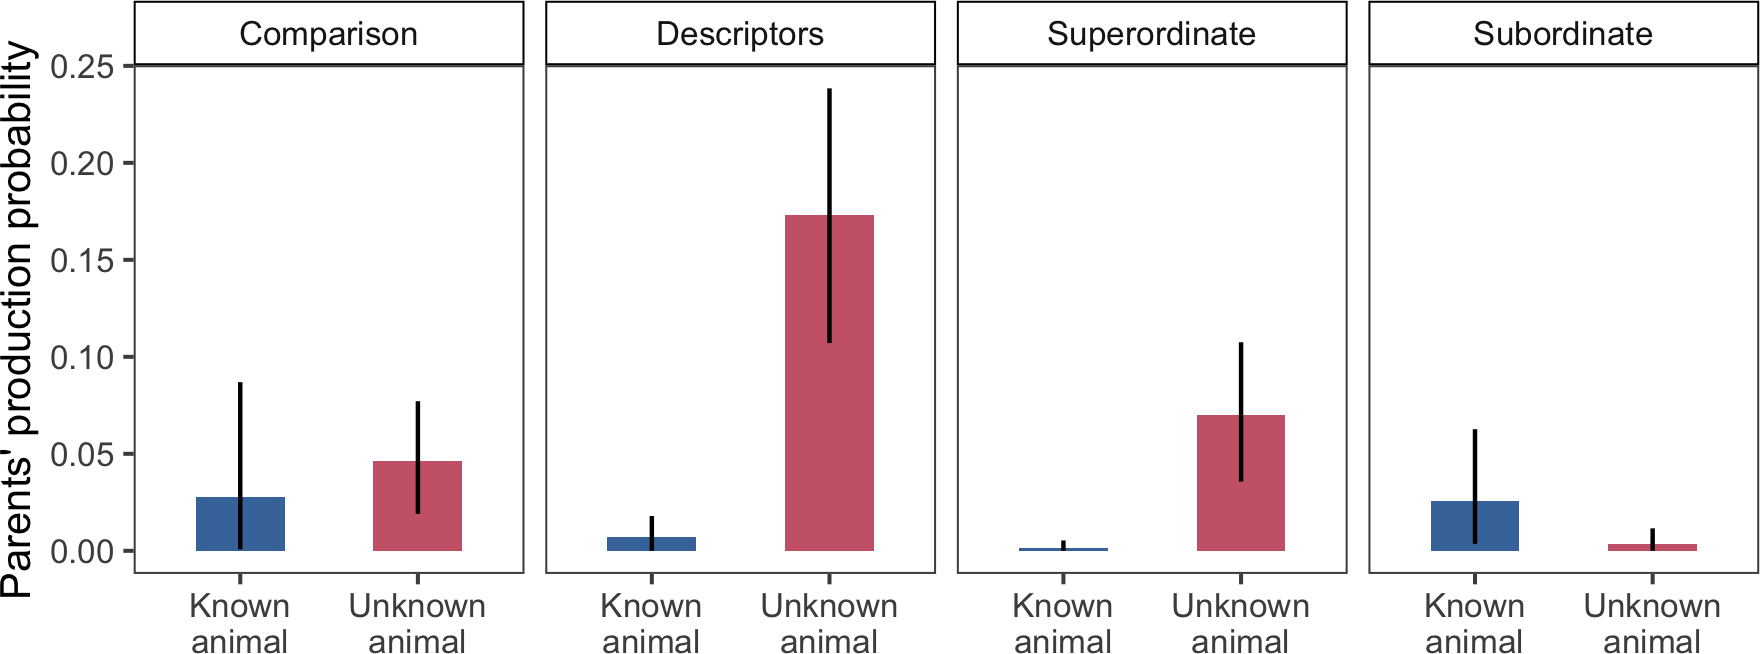 Comparison
Descriptors
Superordinate
Subordinate
Parents' production probability
0.25
0.20
0.15
0.10
0.05
0.00
Known
animal
Unknown
animal
Known
animal
Unknown
animal
Known
animal
Unknown
animal
Known
animal
Unknown
animal